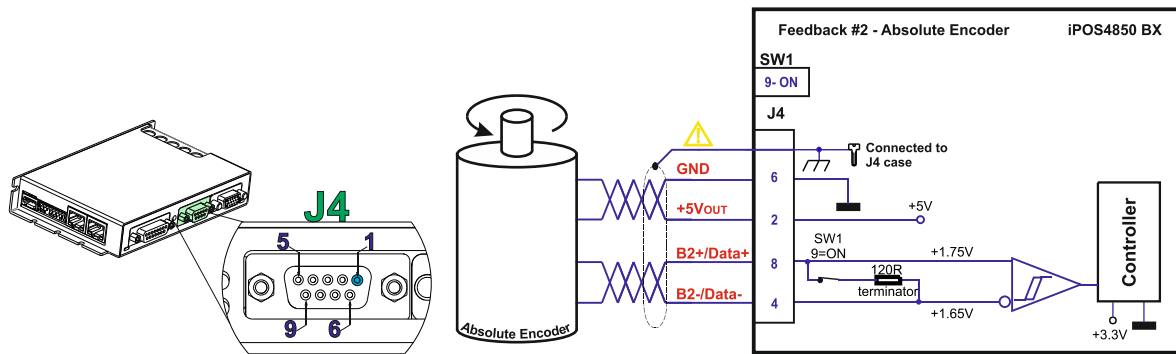 Feedback #2 - Absolute Encoder
iPOS4850 BX
SW1
9- ON
J4
Connected to
J4 case
GND
6
+5VOUT
2
+5V
SW1
9=ON
B2+/Data+
8
+1.75V
120R
terminator
B2-/Data-
4
+1.65V
Controller
+3.3V
Absolute Encoder
J4
5
1
9
6